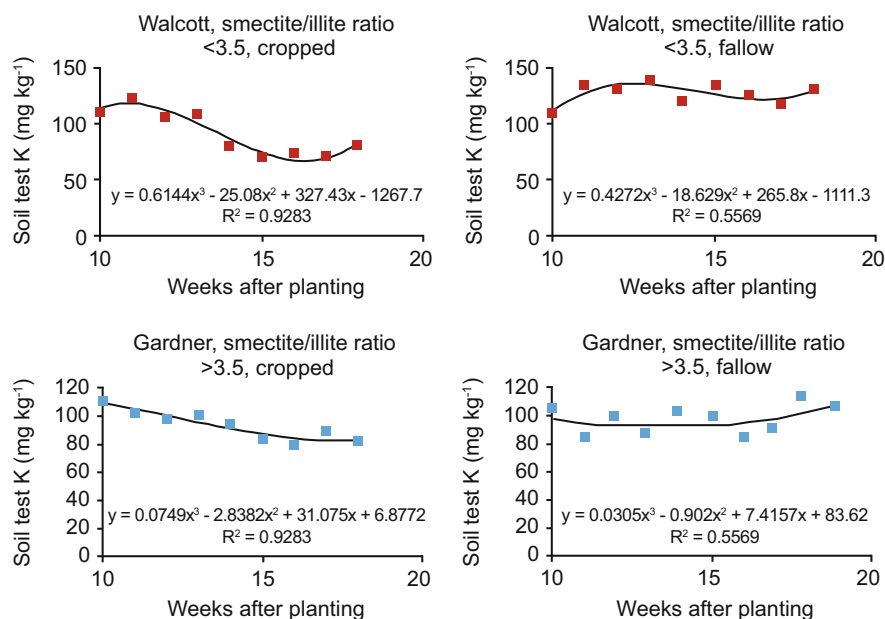 Walcott, smectite/illite ratio
<3.5, cropped
Soil test K (mg kg⁻¹)
150
100
50
0
y = 0.6144x³ - 25.08x² + 327.43x - 1267.7
R² = 0.9283
10
15
20
Weeks after planting
Walcott, smectite/illite ratio
<3.5, fallow
Soil test K (mg kg⁻¹)
150
100
50
0
y = 0.4272x³ - 18.629x² + 265.8x - 1111.3
R² = 0.5569
10
15
20
Weeks after planting
Gardner, smectite/illite ratio
>3.5, cropped
Soil test K (mg kg⁻¹)
120
100
80
60
40
20
0
y = 0.0749x³ - 2.8382x² + 31.075x + 6.8772
R² = 0.9283
10
15
20
Weeks after planting
Gardner, smectite/illite ratio
>3.5, fallow
Soil test K (mg kg⁻¹)
120
100
80
60
40
20
0
y = 0.0305x³ - 0.902x² + 7.4157x + 83.62
R² = 0.5569
10
15
20
Weeks after planting